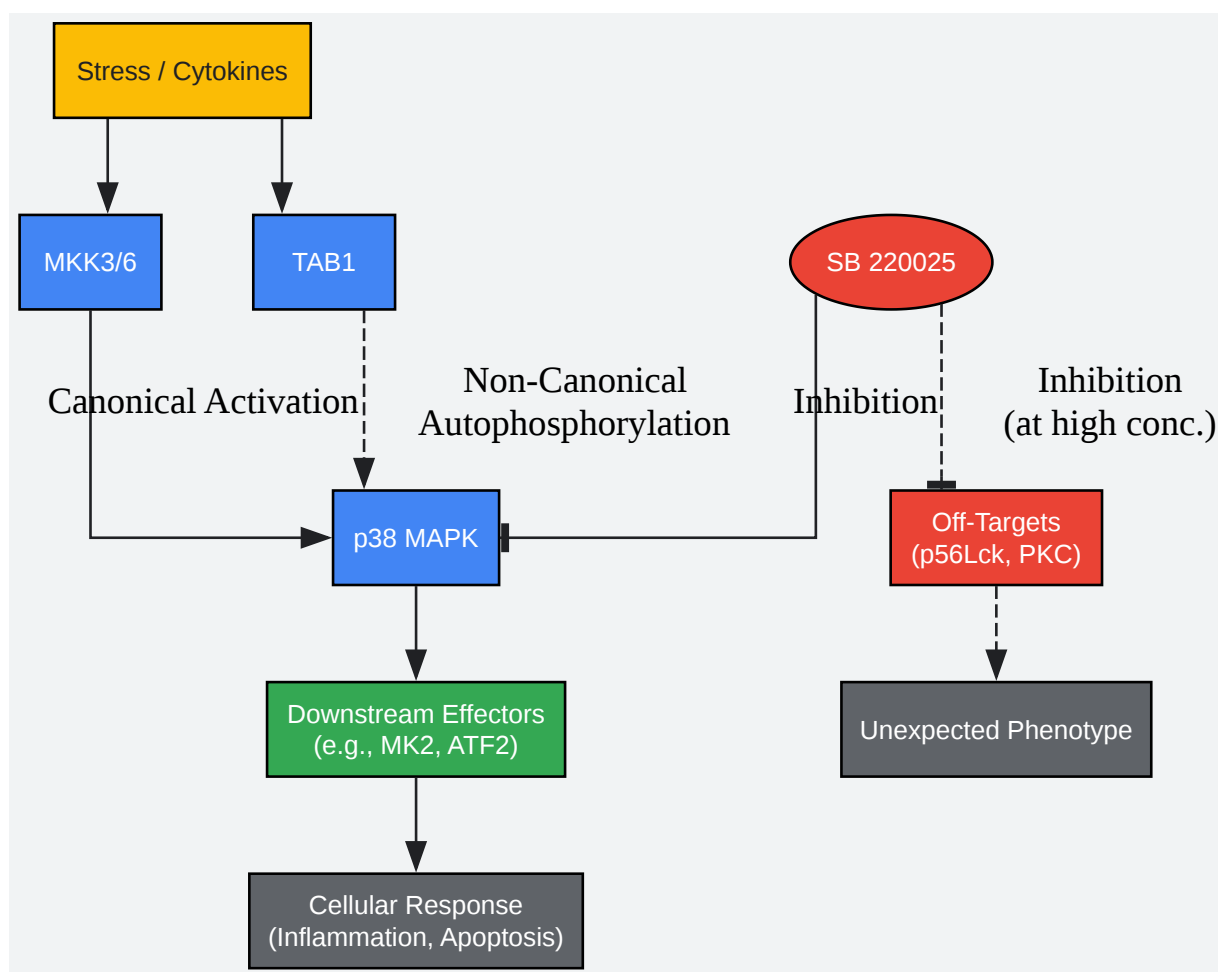 Stress / Cytokines
MKK3/6
TAB1
SB 220025
Canonical Activation
Non-Canonical
Autophosphorylation
Inhibition
Inhibition
(at high conc.)
p38 MAPK
Off-Targets
(p56Lck, PKC)
Downstream Effectors
(e.g., MK2, ATF2)
Unexpected Phenotype
Cellular Response
(Inflammation, Apoptosis)